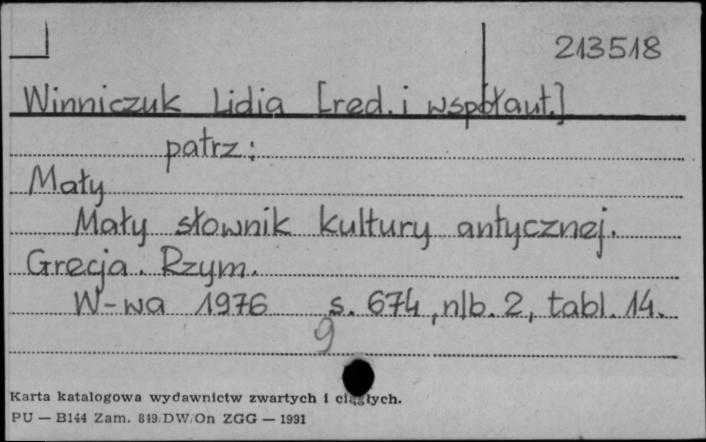 213518
Winniczuk Lidia [red. i współaut.]
patrz:
Mały
Mały słownik kultury antycznej.
Grecja. Rzym.
W-wa 1976 s. 674, nlb. 2, tabl. 14.
9
Karta katalogowa wydawnictw zwartych i ciągłych.
PU — B144 Zam. 819/DW/On ZGG — 1991